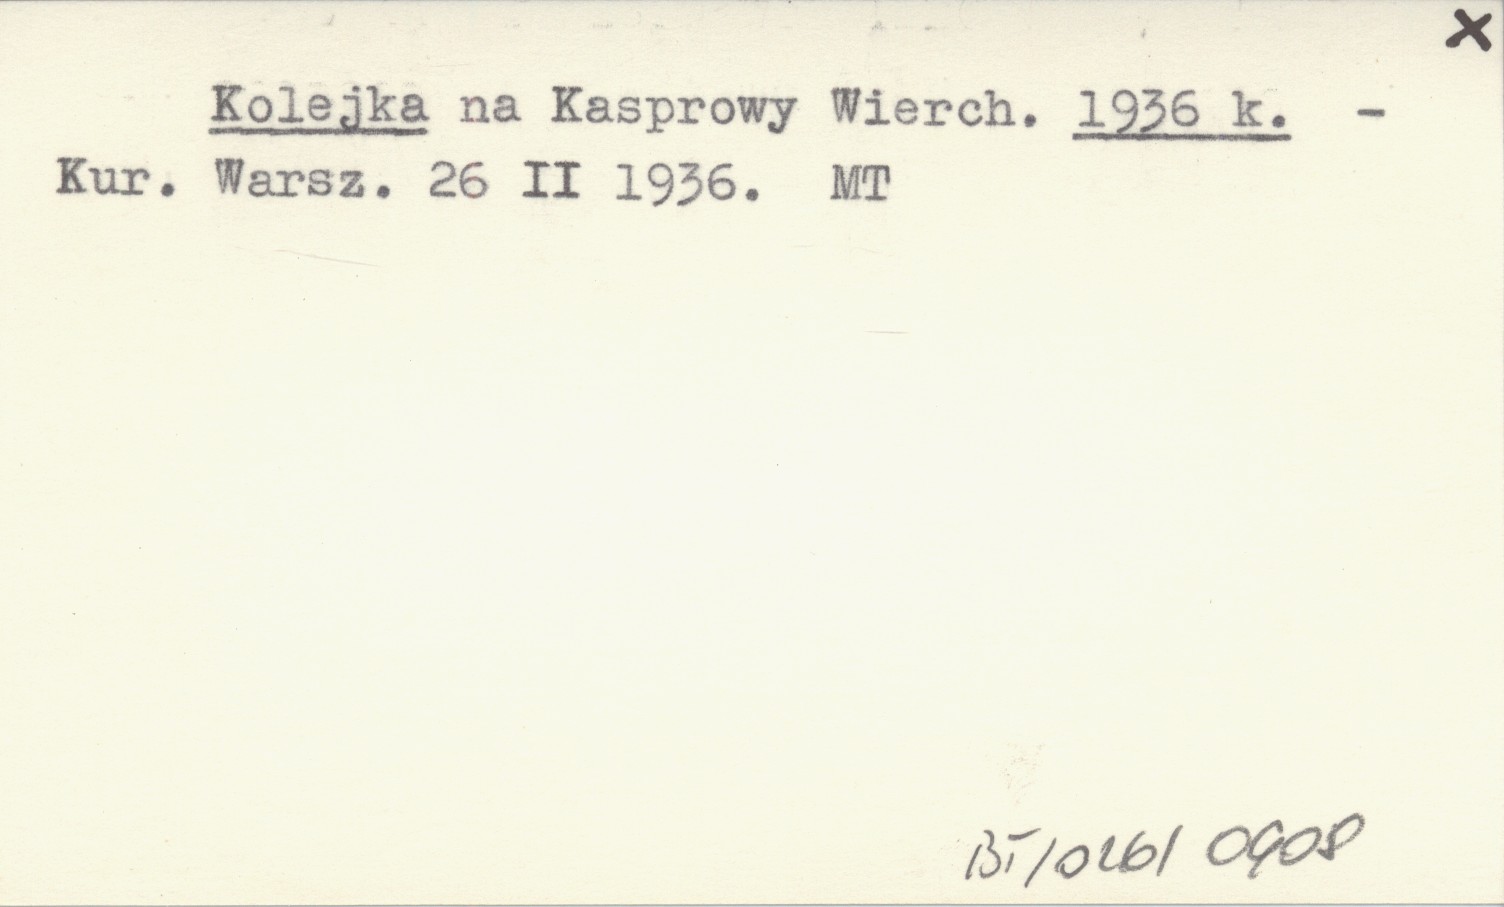 x
Kolejka na Kasprowy Wierch. 1936 k. -
Kur. Warsz. 26 II 1936. MT
BT/0261 0908